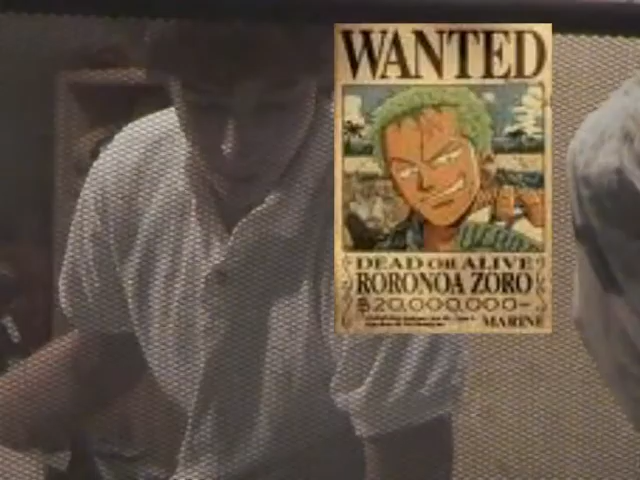 WANTED
DEAD OR ALIVE
RORONOA ZORO
฿20,000,000-
MARINE